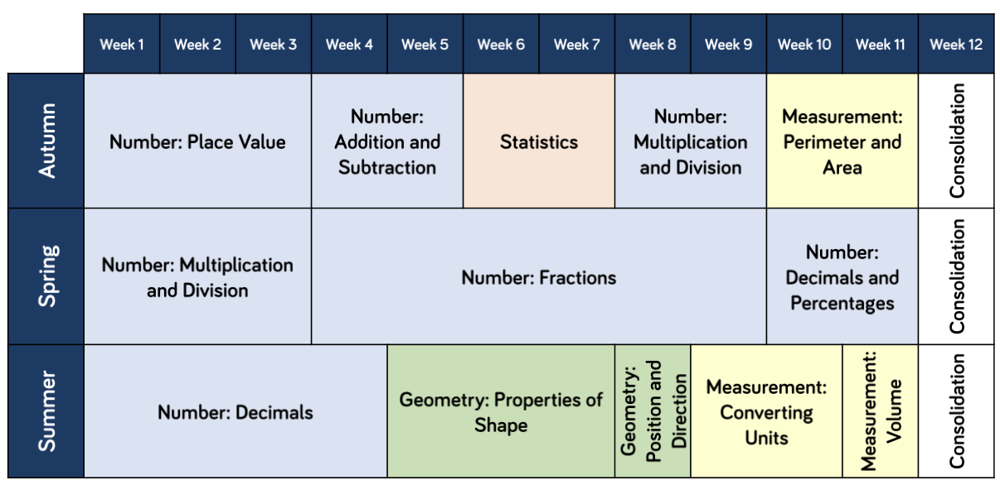 Week 1 Week 2 Week 3 Week 4 Week 5 Week 6 Week 7 Week 8 Week 9 Week 10 Week 11 Week 12
Autumn
Number: Place Value
Number:
Addition and
Subtraction
Statistics
Number:
Multiplication
and Division
Measurement:
Perimeter and
Area
Consolidation
Spring
Number: Multiplication
and Division
Number: Fractions
Number:
Decimals and
Percentages
Consolidation
Summer
Number: Decimals
Geometry: Properties of
Shape
Geometry:
Position and
Direction
Measurement:
Converting
Units
Measurement:
Volume
Consolidation